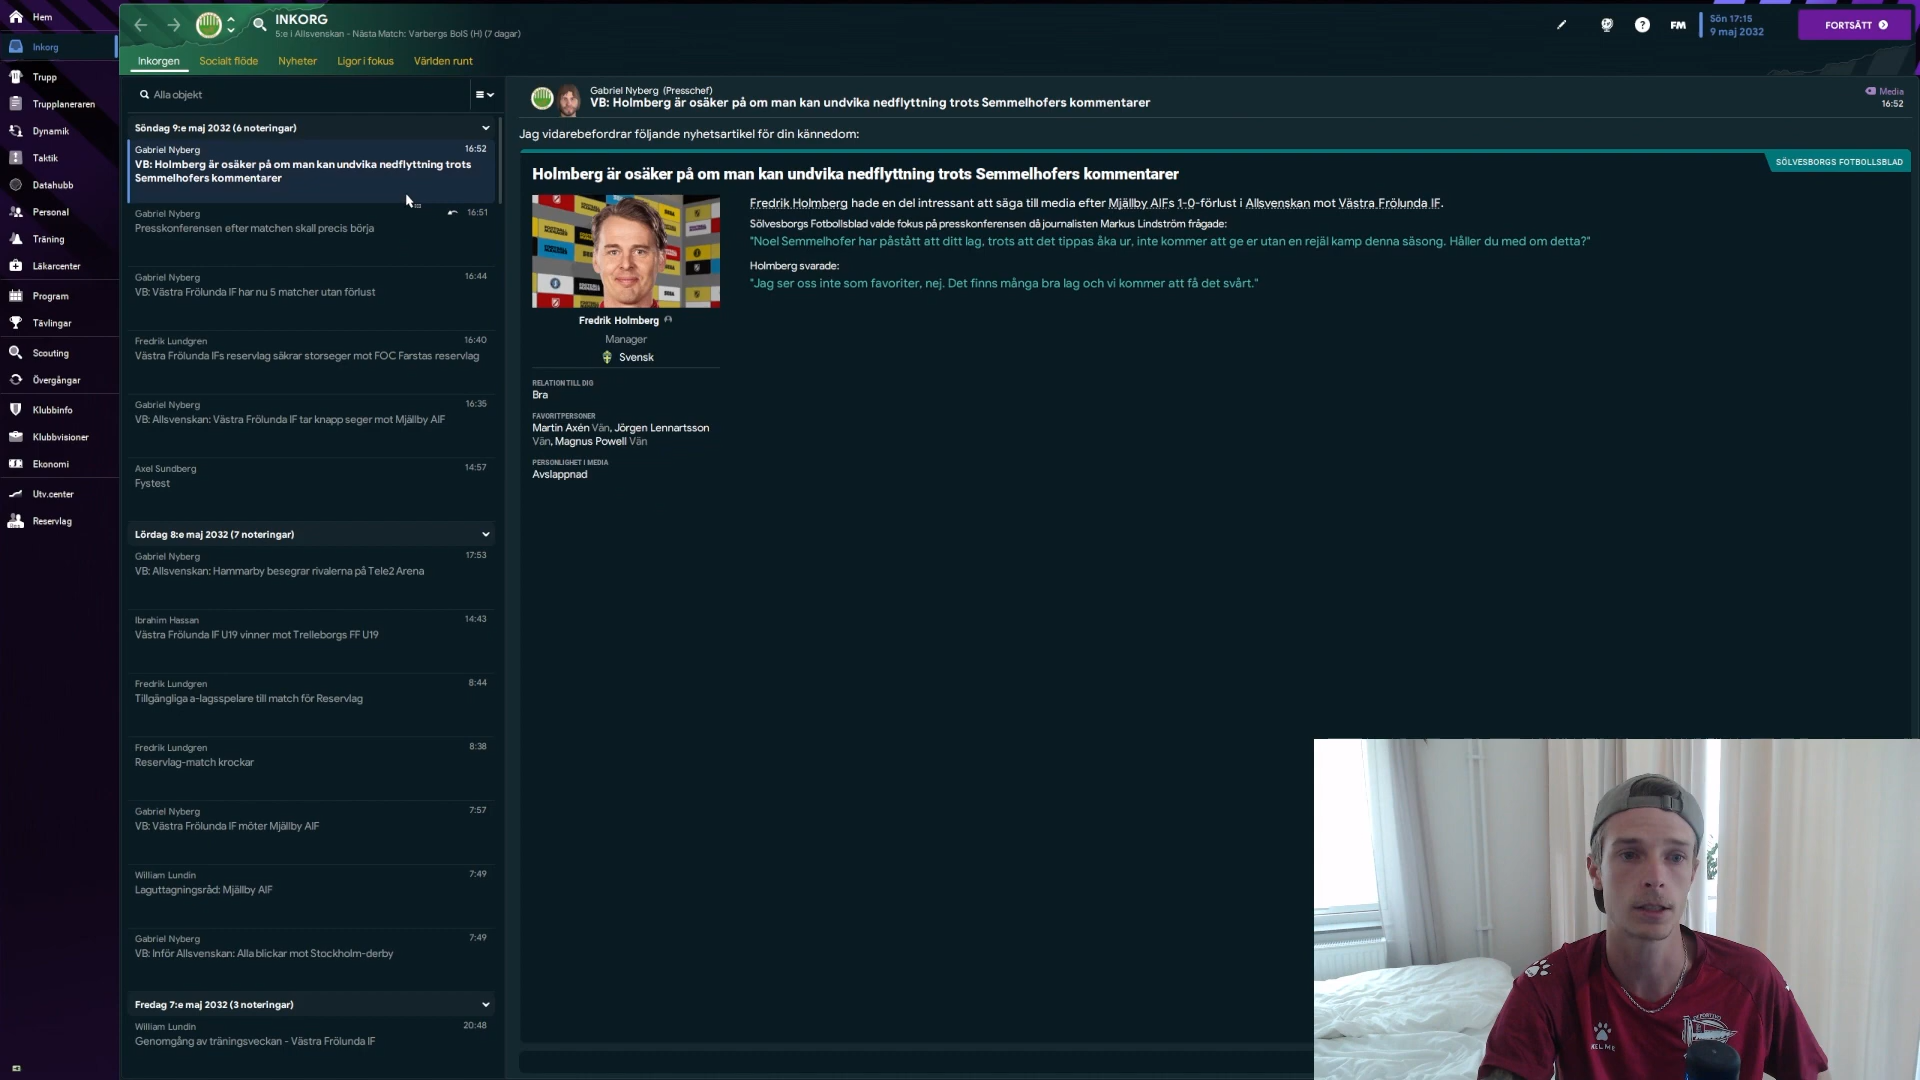 Hem
Inkorg
Trupp
Trupplaneraren
Dynamik
Taktik
Datahubb
Personal
Träning
Läkarcenter
Program
Tävlingar
Scouting
Övergångar
Klubbinfo
Klubbvisioner
Ekonomi
Utv.center
Reservlag
INKORG
5:e i Allsvenskan - Nästa Match: Varbergs BoIS (H) (7 dagar)
FM
Sön 17:15
9 maj 2032
FORTSÄTT
Inkorgen Socialt flöde Nyheter Ligor i fokus Världen runt
Alla objekt
Söndag 9:e maj 2032 (6 noteringar)
Gabriel Nyberg 16:52
VB: Holmberg är osäker på om man kan undvika nedflyttning trots
Semmelhofers kommentarer
Gabriel Nyberg 16:51
Presskonferensen efter matchen skall precis börja
Gabriel Nyberg 16:44
VB: Västra Frölunda IF har nu 5 matcher utan förlust
Fredrik Lundgren 16:40
Västra Frölunda IFs reservlag säkrar storseger mot FOC Farstas reservlag
Gabriel Nyberg 16:35
VB: Allsvenskan: Västra Frölunda IF tar knapp seger mot Mjällby AIF
Axel Sundberg 14:57
Fystest
Lördag 8:e maj 2032 (7 noteringar)
Gabriel Nyberg 17:53
VB: Allsvenskan: Hammarby besegrar rivalerna på Tele2 Arena
Ibrahim Hassan 14:43
Västra Frölunda IF U19 vinner mot Trelleborgs FF U19
Fredrik Lundgren 8:44
Tillgängliga a-lagsspelare till match för Reservlag
Fredrik Lundgren 8:38
Reservlag-match krockar
Gabriel Nyberg 7:57
VB: Västra Frölunda IF möter Mjällby AIF
William Lundin 7:49
Laguttagningsråd: Mjällby AIF
Gabriel Nyberg 7:49
VB: Inför Allsvenskan: Alla blickar mot Stockholm-derby
Fredag 7:e maj 2032 (3 noteringar)
William Lundin 20:48
Genomgång av träningsveckan - Västra Frölunda IF
Gabriel Nyberg (Presschef)
VB: Holmberg är osäker på om man kan undvika nedflyttning trots Semmelhofers kommentarer
Media
16:52
Jag vidarebefordrar följande nyhetsartikel för din kännedom:
SÖLVESBORGS FOTBOLLSBLAD
Holmberg är osäker på om man kan undvika nedflyttning trots Semmelhofers kommentarer
Fredrik Holmberg hade en del intressant att säga till media efter Mjällby AIFs 1-0-förlust i Allsvenskan mot Västra Frölunda IF.
Sölvesborgs Fotbollsblad valde fokus på presskonferensen då journalisten Markus Lindström frågade:
"Noel Semmelhofer har påstått att ditt lag, trots att det tippas åka ur, inte kommer att ge er utan en rejäl kamp denna säsong. Håller du med om detta?"
Holmberg svarade:
"Jag ser oss inte som favoriter, nej. Det finns många bra lag och vi kommer att få det svårt."
Fredrik Holmberg
Manager
Svensk
RELATION TILL DIG
Bra
FAVORITPERSONER
Martin Axén Vän, Jörgen Lennartsson
Vän, Magnus Powell Vän
PERSONLIGHET I MEDIA
Avslappnad
KELME